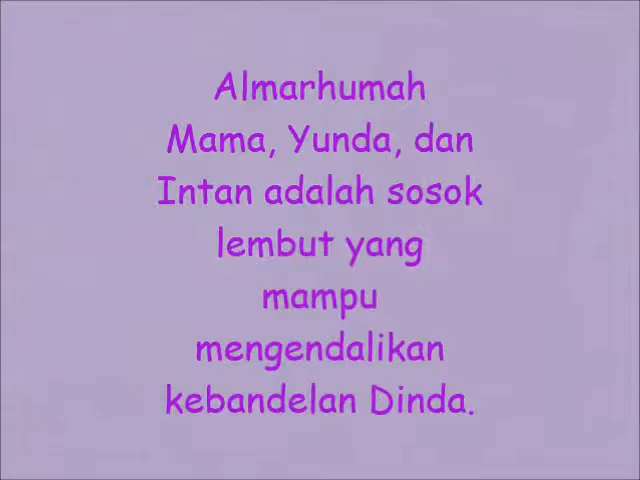 Almarhumah
Mama, Yunda, dan
Intan adalah sosok
lembut yang
mampu
mengendalikan
kebandelan Dinda.